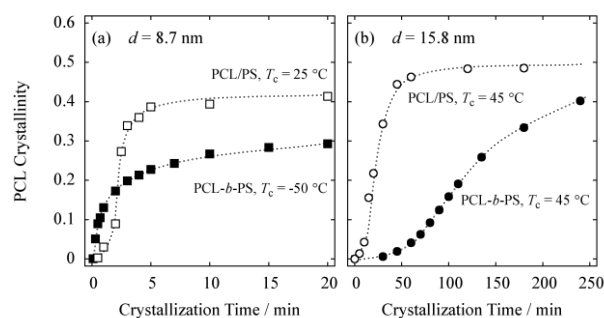 (a) d = 8.7 nm
(b) d = 15.8 nm
0.6
0.5
0.4
0.3
0.2
0.1
0
PCL Crystallinity
PCL/PS, Tc = 25 °C
PCL-b-PS, Tc = -50 °C
PCL/PS, Tc = 45 °C
PCL-b-PS, Tc = 45 °C
0 5 10 15 20
0 50 100 150 200 250
Crystallization Time / min
Crystallization Time / min